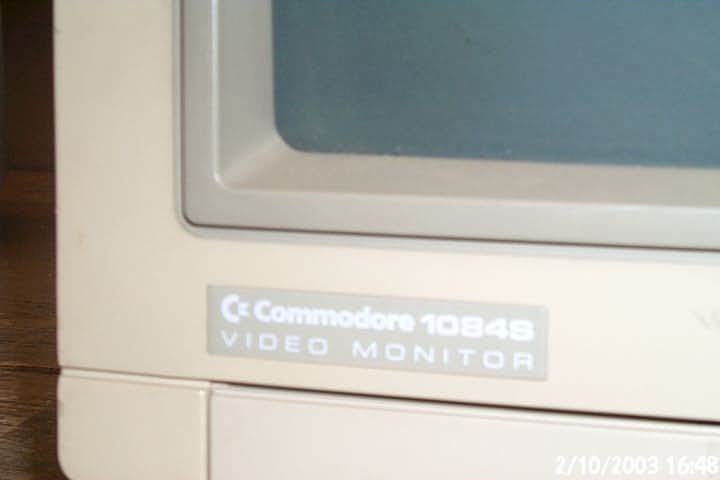 Commodore 1084S
VIDEO MONITOR
2/10/2003 16:48